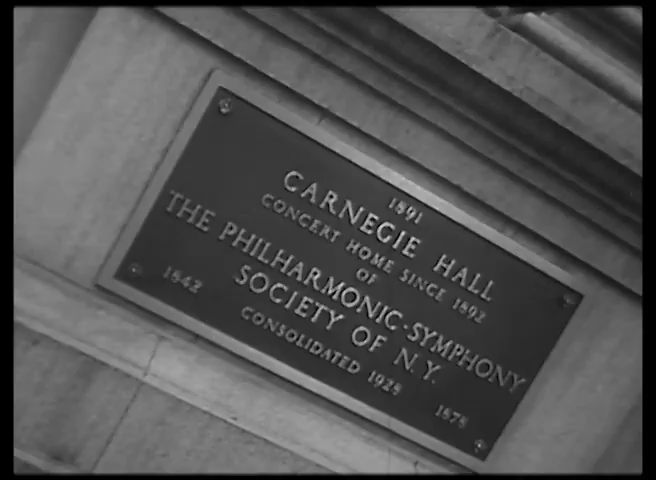 1891
CARNEGIE HALL
CONCERT HOME SINCE 1892
OF
THE PHILHARMONIC-SYMPHONY
1842 SOCIETY OF N.Y. 1878
CONSOLIDATED 1928